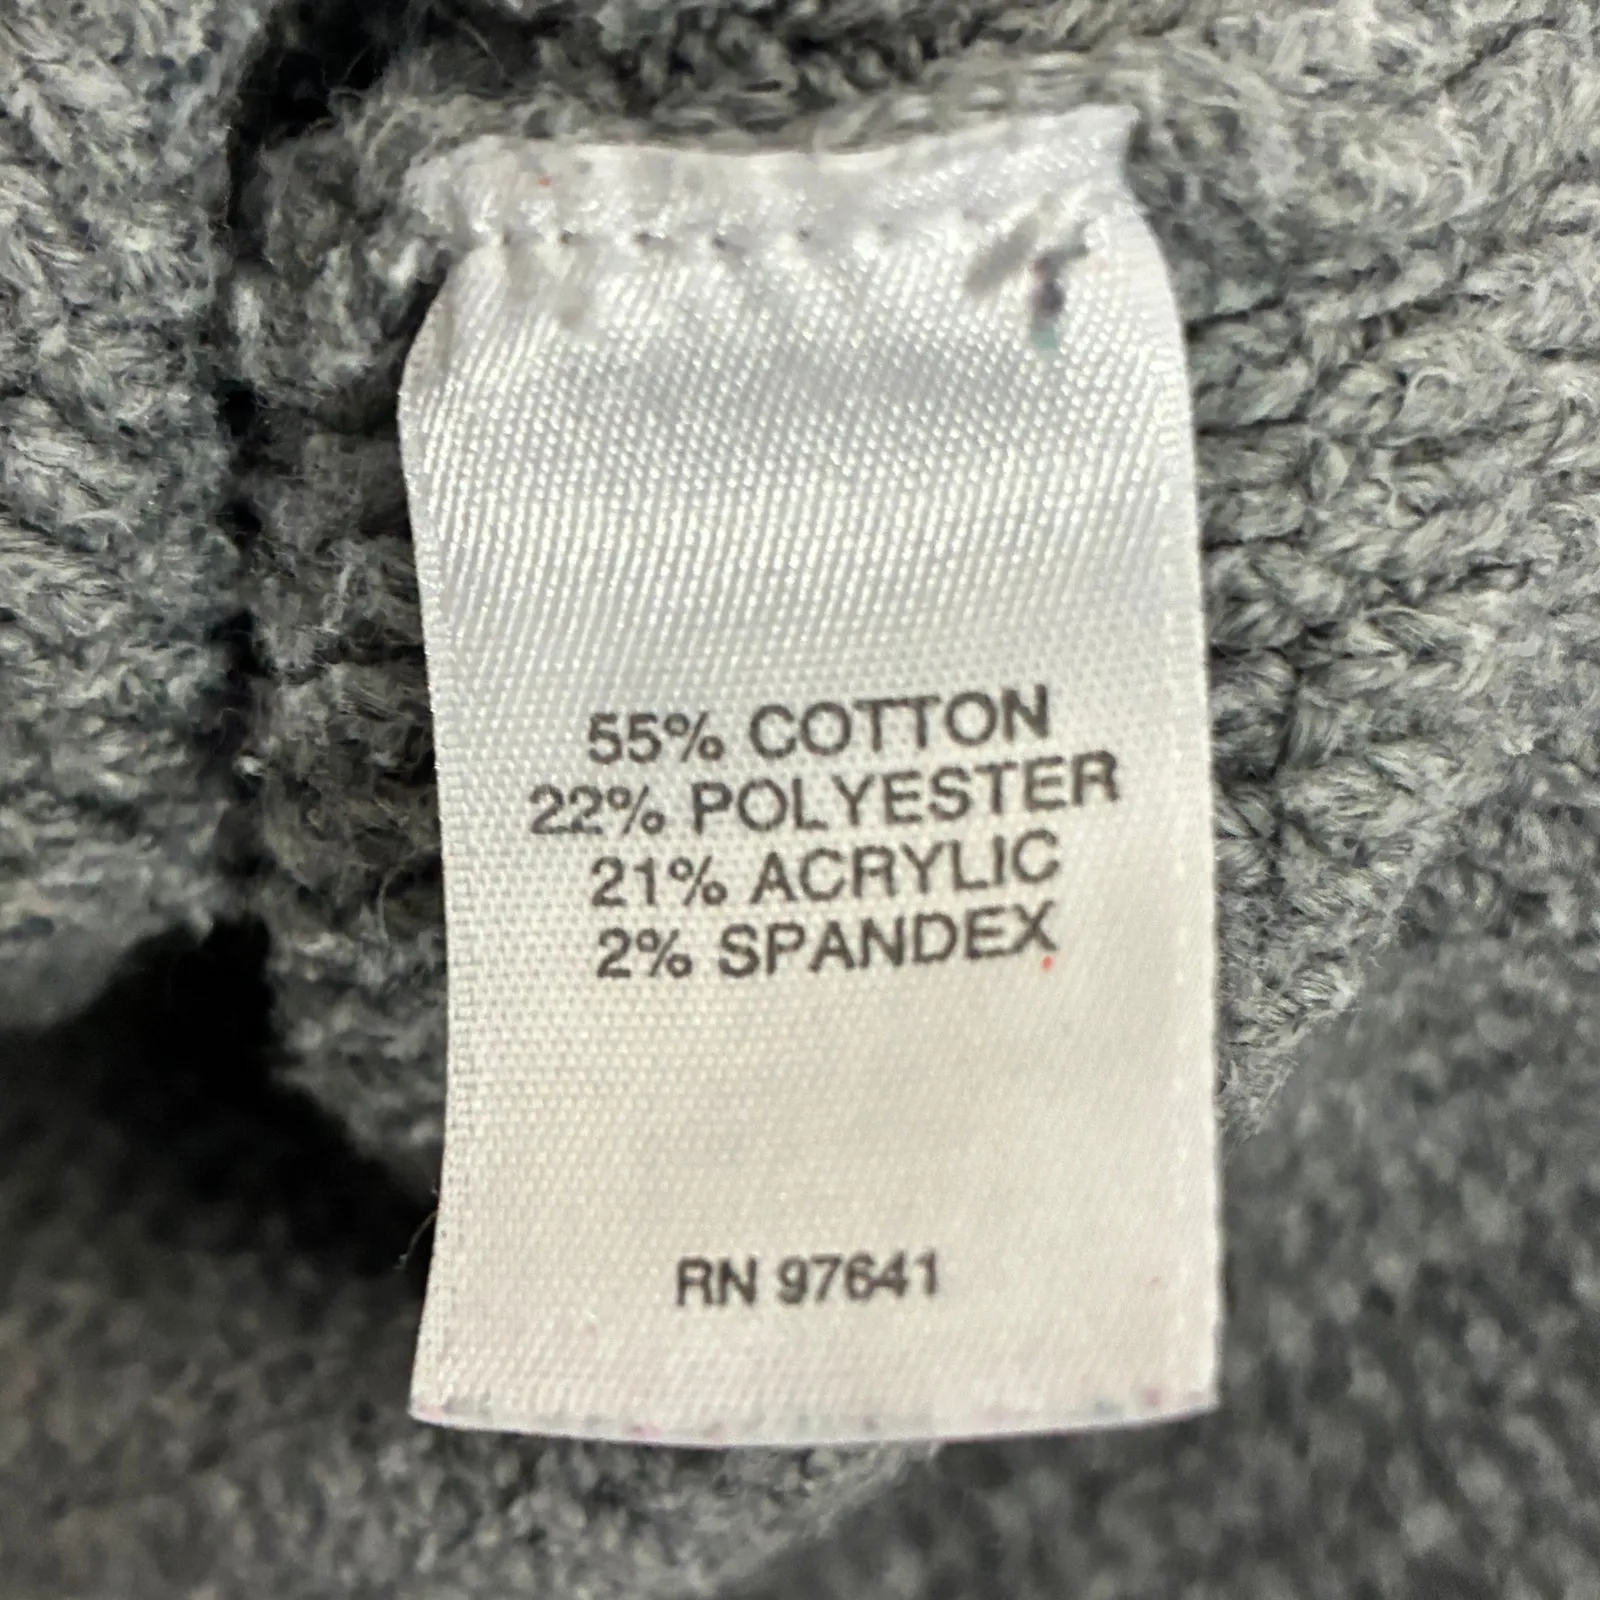 55% COTTON
22% POLYESTER
21% ACRYLIC
2% SPANDEX
RN 97641